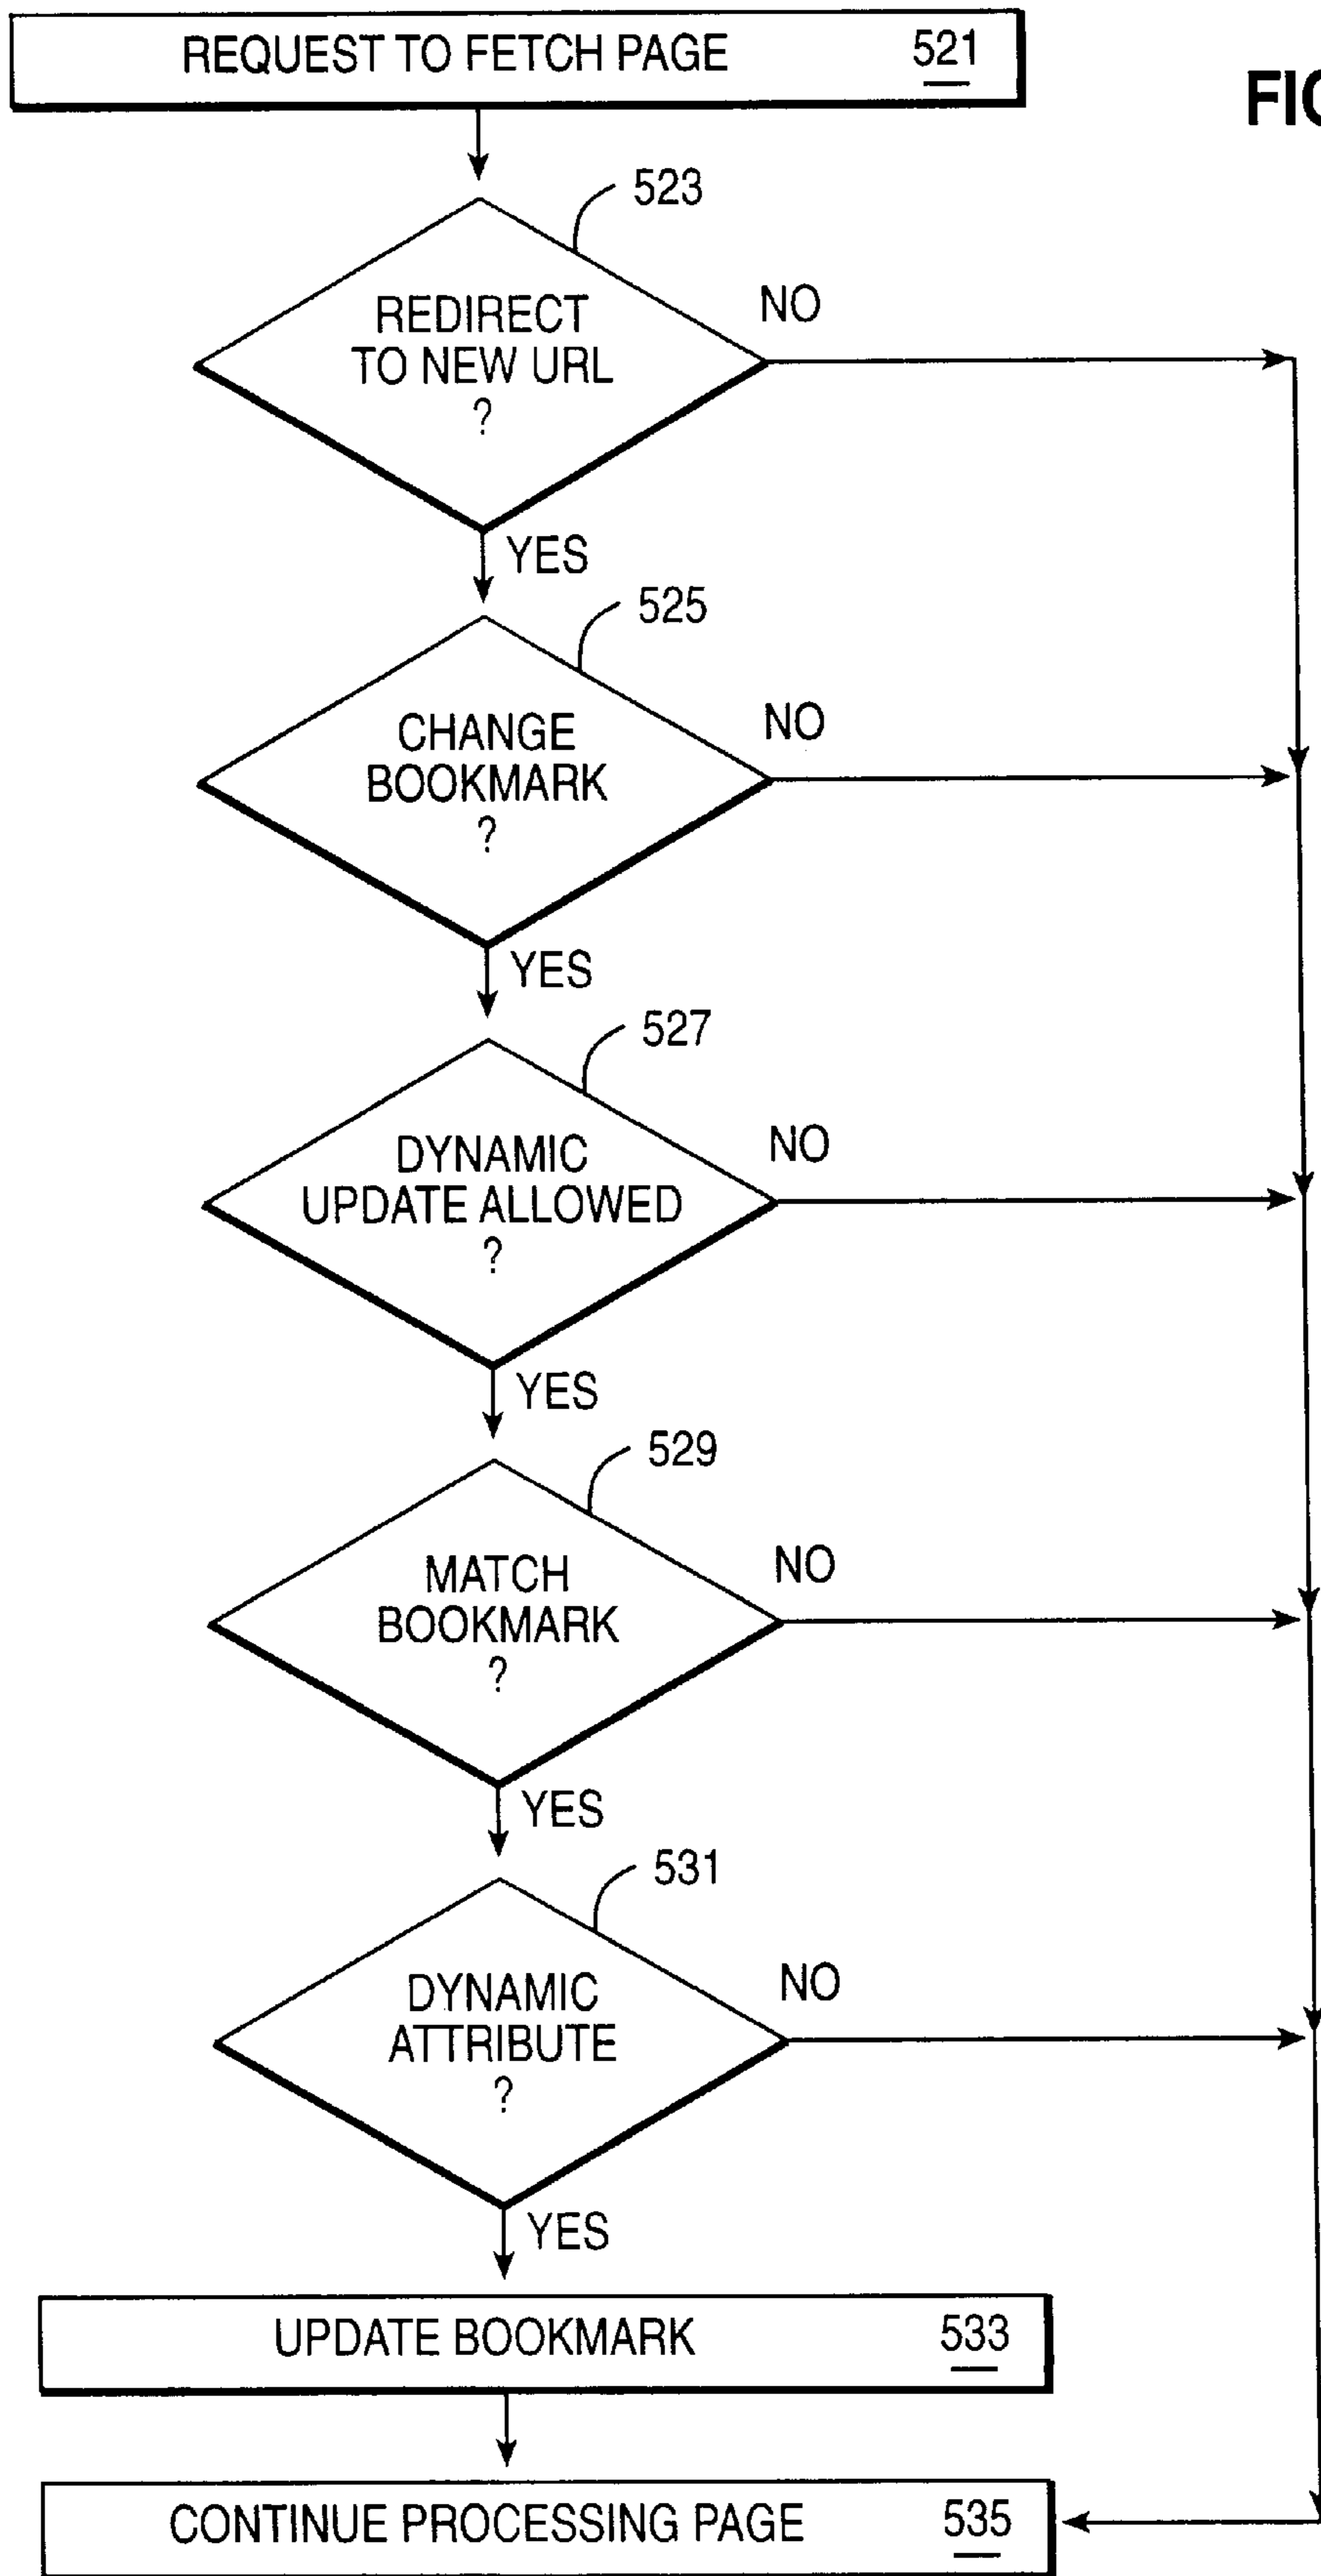 REQUEST TO FETCH PAGE 521
FIG
523
REDIRECT
TO NEW URL
?
NO
YES
525
CHANGE
BOOKMARK
?
NO
YES
527
DYNAMIC
UPDATE ALLOWED
?
NO
YES
529
MATCH
BOOKMARK
?
NO
YES
531
DYNAMIC
ATTRIBUTE
?
NO
YES
UPDATE BOOKMARK 533
CONTINUE PROCESSING PAGE 535